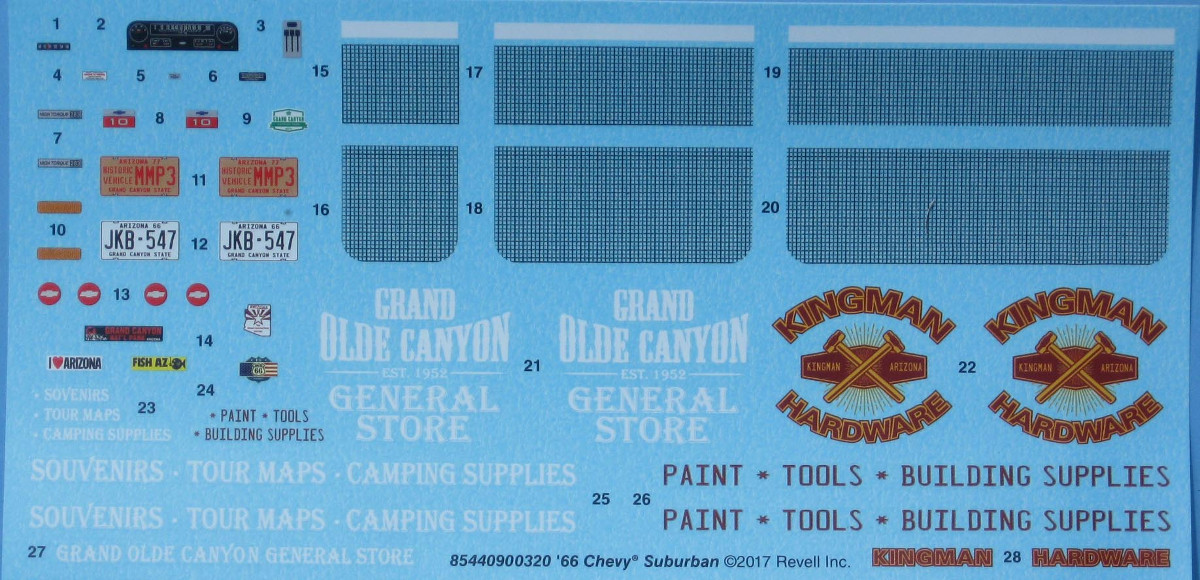 1 2 3
4 5 6
15 17 19
HIGH TORQUE 10 8 10 9 GRAND CANYON
7
HIGH TORQUE
ARIZONA 77 ARIZONA 77
HISTORIC VEHICLE MMP3 11 HISTORIC VEHICLE MMP3
GRAND CANYON STATE GRAND CANYON STATE
16 18 20
10
ARIZONA 66 ARIZONA 66
JKB-547 12 JKB-547
GRAND CANYON STATE GRAND CANYON STATE
13
GRAND CANYON
14
I ARIZONA FISH AZ 66
24
GRAND GRAND
OLDE CANYON OLDE CANYON
EST. 1952 21 EST. 1952
GENERAL GENERAL
STORE STORE
KINGMAN KINGMAN
KINGMAN ARIZONA 22 KINGMAN ARIZONA
HARDWARE HARDWARE
· SOVENIRS
· TOUR MAPS 23
· CAMPING SUPPLIES
* PAINT * TOOLS
* BUILDING SUPPLIES
SOUVENIRS · TOUR MAPS · CAMPING SUPPLIES
PAINT * TOOLS * BUILDING SUPPLIES
25 26
SOUVENIRS · TOUR MAPS · CAMPING SUPPLIES
PAINT * TOOLS * BUILDING SUPPLIES
27 GRAND OLDE CANYON GENERAL STORE
85440900320 '66 Chevy® Suburban ©2017 Revell Inc.
KINGMAN 28 HARDWARE